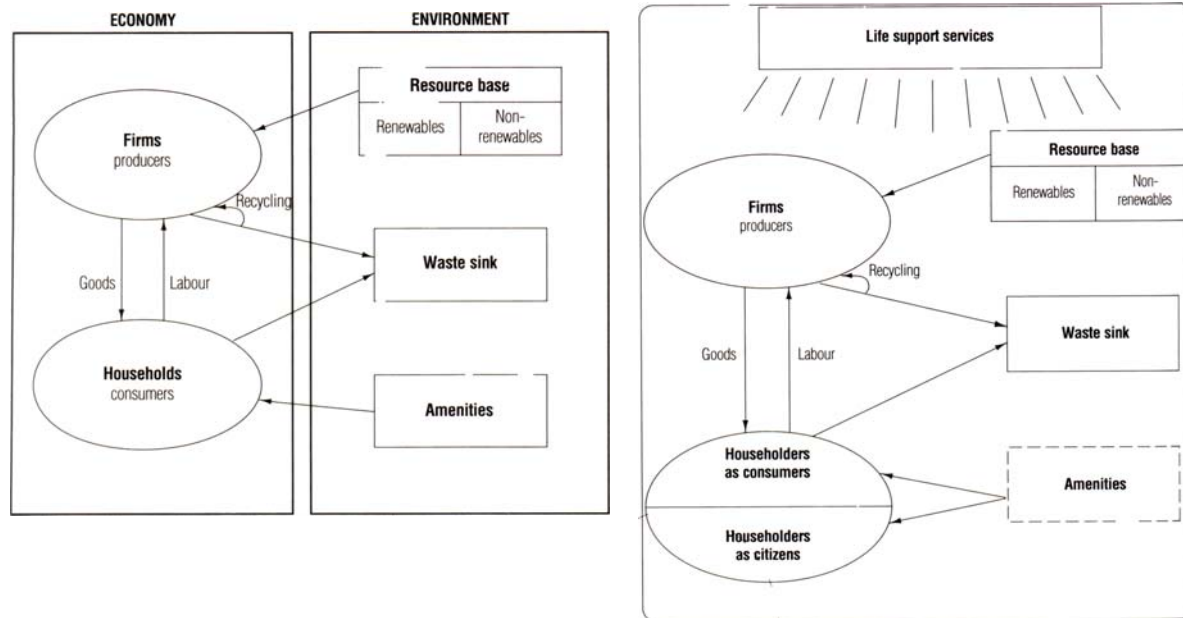 ECONOMY
ENVIRONMENT
Resource base
Renewables
Non-
renewables
Firms
producers
Recycling
Waste sink
Goods
Labour
Households
consumers
Amenities
Life support services
Resource base
Renewables
Non-
renewables
Firms
producers
Recycling
Waste sink
Goods
Labour
Householders
as consumers
Amenities
Householders
as citizens